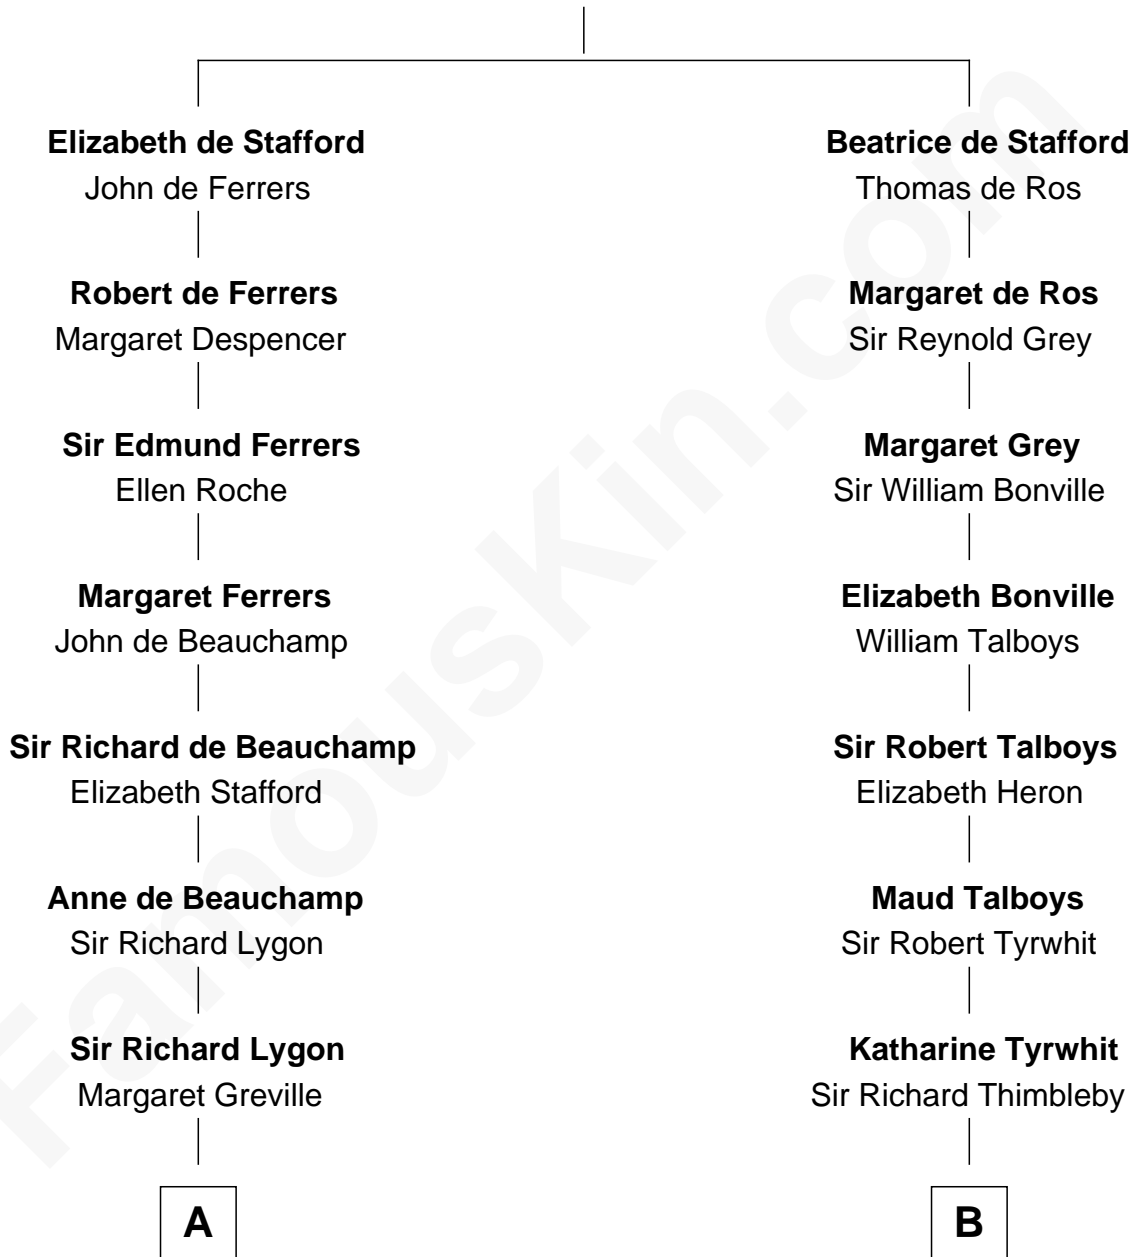 Elizabeth de Stafford
John de Ferrers
Robert de Ferrers
Margaret Despencer
Sir Edmund Ferrers
Ellen Roche
Margaret Ferrers
John de Beauchamp
Sir Richard de Beauchamp
Elizabeth Stafford
Anne de Beauchamp
Sir Richard Lygon
Sir Richard Lygon
Margaret Greville
A
Beatrice de Stafford
Thomas de Ros
Margaret de Ros
Sir Reynold Grey
Margaret Grey
Sir William Bonville
Elizabeth Bonville
William Talboys
Sir Robert Talboys
Elizabeth Heron
Maud Talboys
Sir Robert Tyrwhit
Katharine Tyrwhit
Sir Richard Thimbleby
B
FamousKin.com